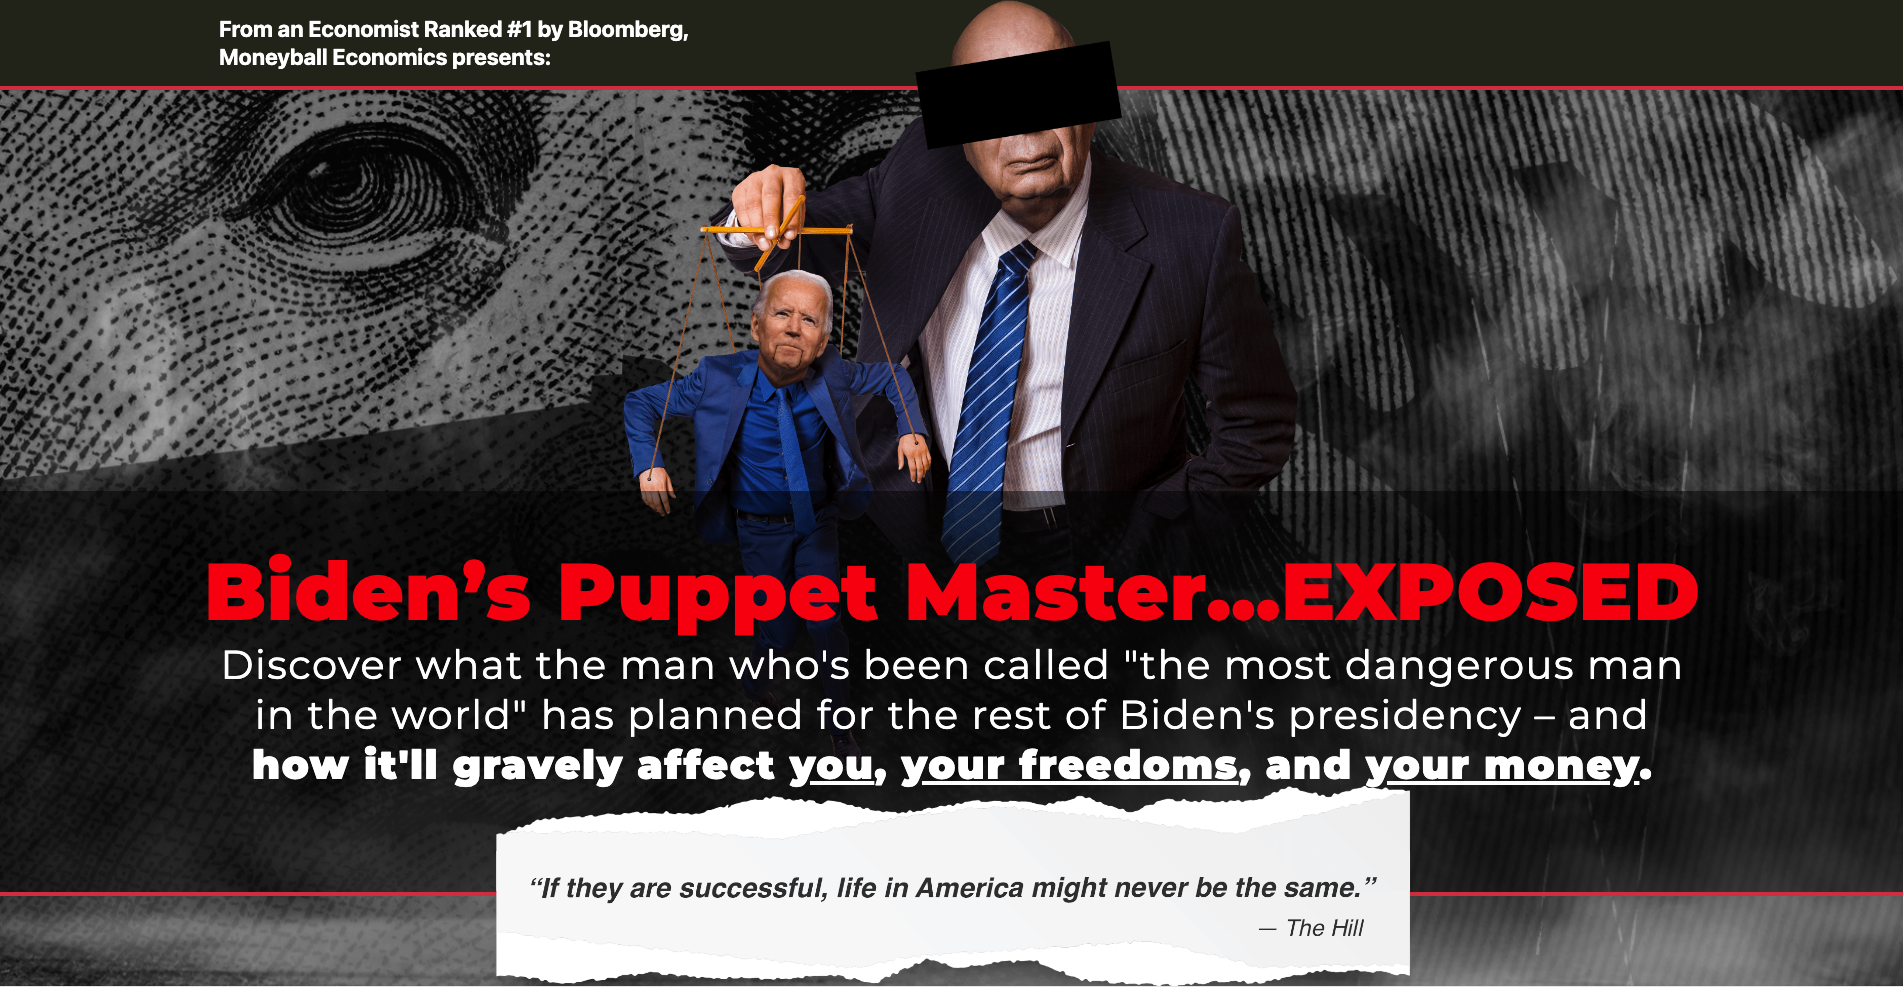 From an Economist Ranked #1 by Bloomberg,
Moneyball Economics presents:
Biden’s Puppet Master...EXPOSED
Discover what the man who's been called "the most dangerous man
in the world" has planned for the rest of Biden's presidency – and
how it'll gravely affect you, your freedoms, and your money.
“If they are successful, life in America might never be the same.”
— The Hill